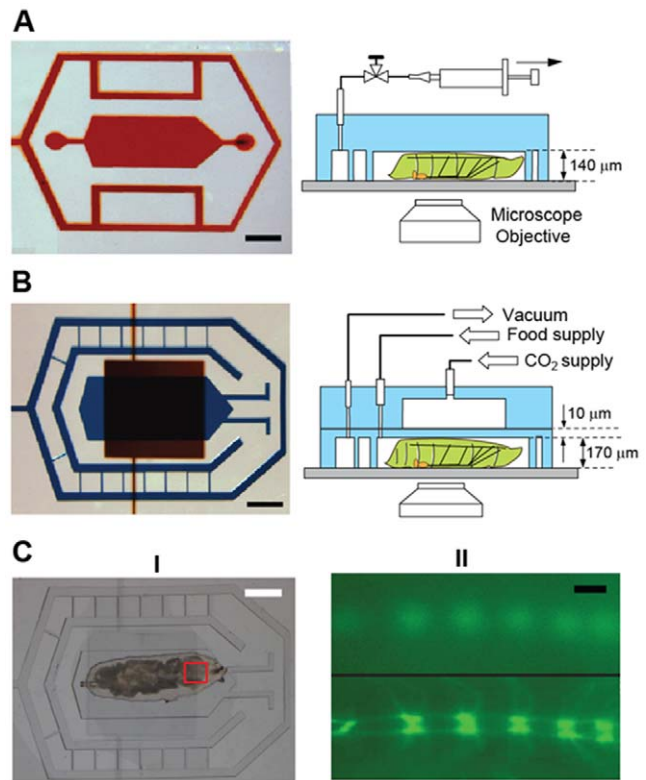 A
140 μm
Microscope
Objective
B
Vacuum
Food supply
CO2 supply
10 μm
170 μm
C
I
II